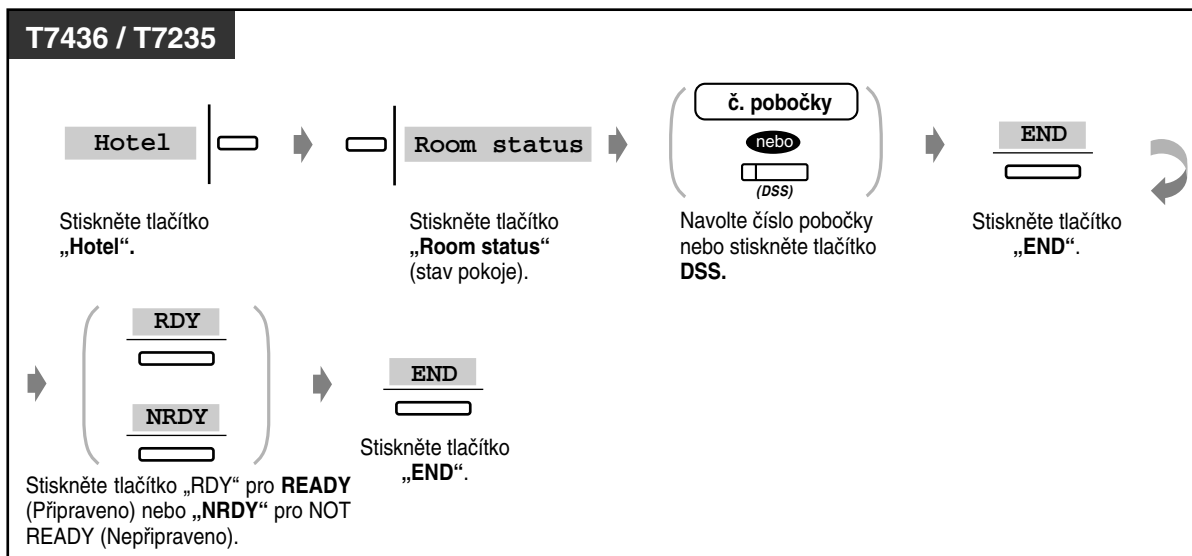 T7436 / T7235
Hotel
Stiskněte tlačítko
„Hotel“.
Room status
Stiskněte tlačítko
„Room status“
(stav pokoje).
č. pobočky
nebo
(DSS)
Navolte číslo pobočky
nebo stiskněte tlačítko
DSS.
END
Stiskněte tlačítko
„END“.
RDY
NRDY
Stiskněte tlačítko „RDY“ pro READY
(Připraveno) nebo „NRDY“ pro NOT
READY (Nepřipraveno).
END
Stiskněte tlačítko
„END“.